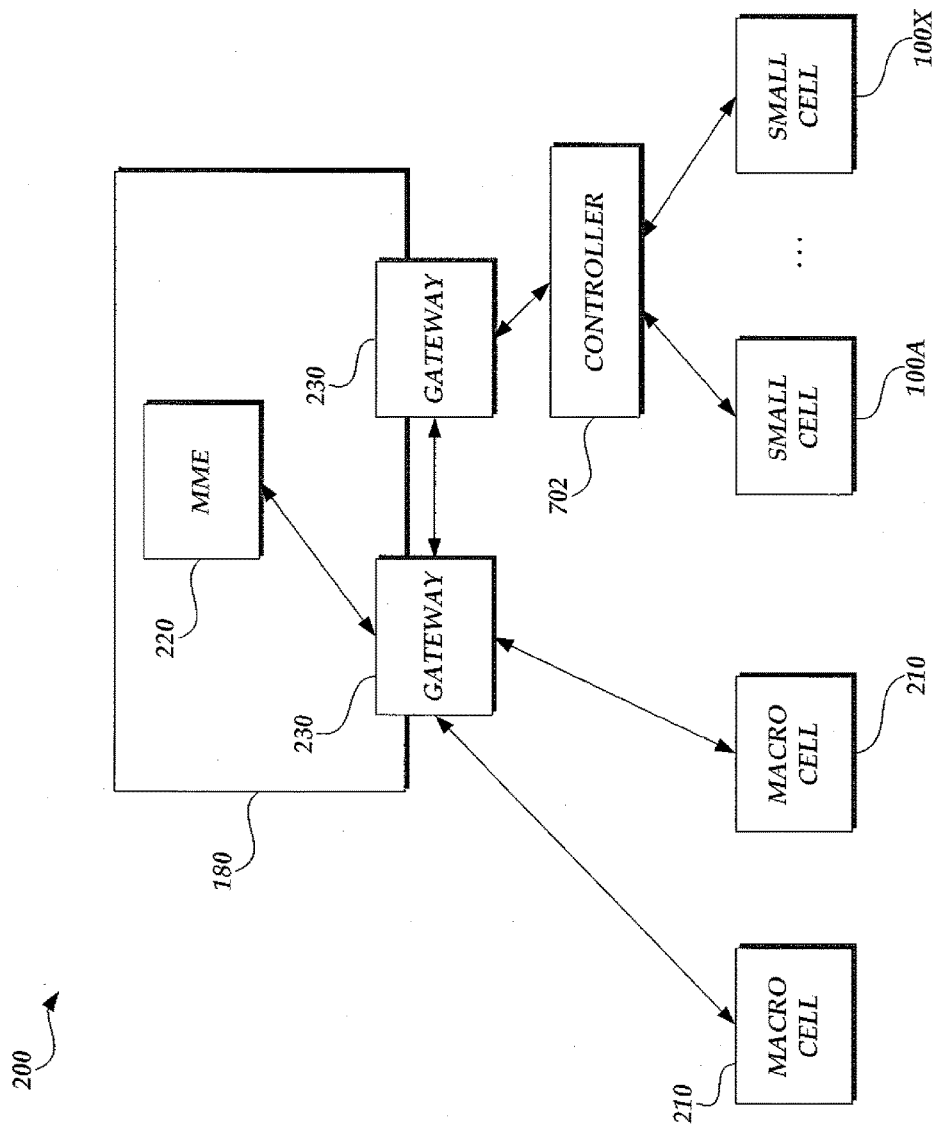 200
180
220
MME
230
GATEWAY
230
GATEWAY
702
CONTROLLER
210
MACRO
CELL
MACRO
CELL
210
SMALL
CELL
100A
...
SMALL
CELL
100X